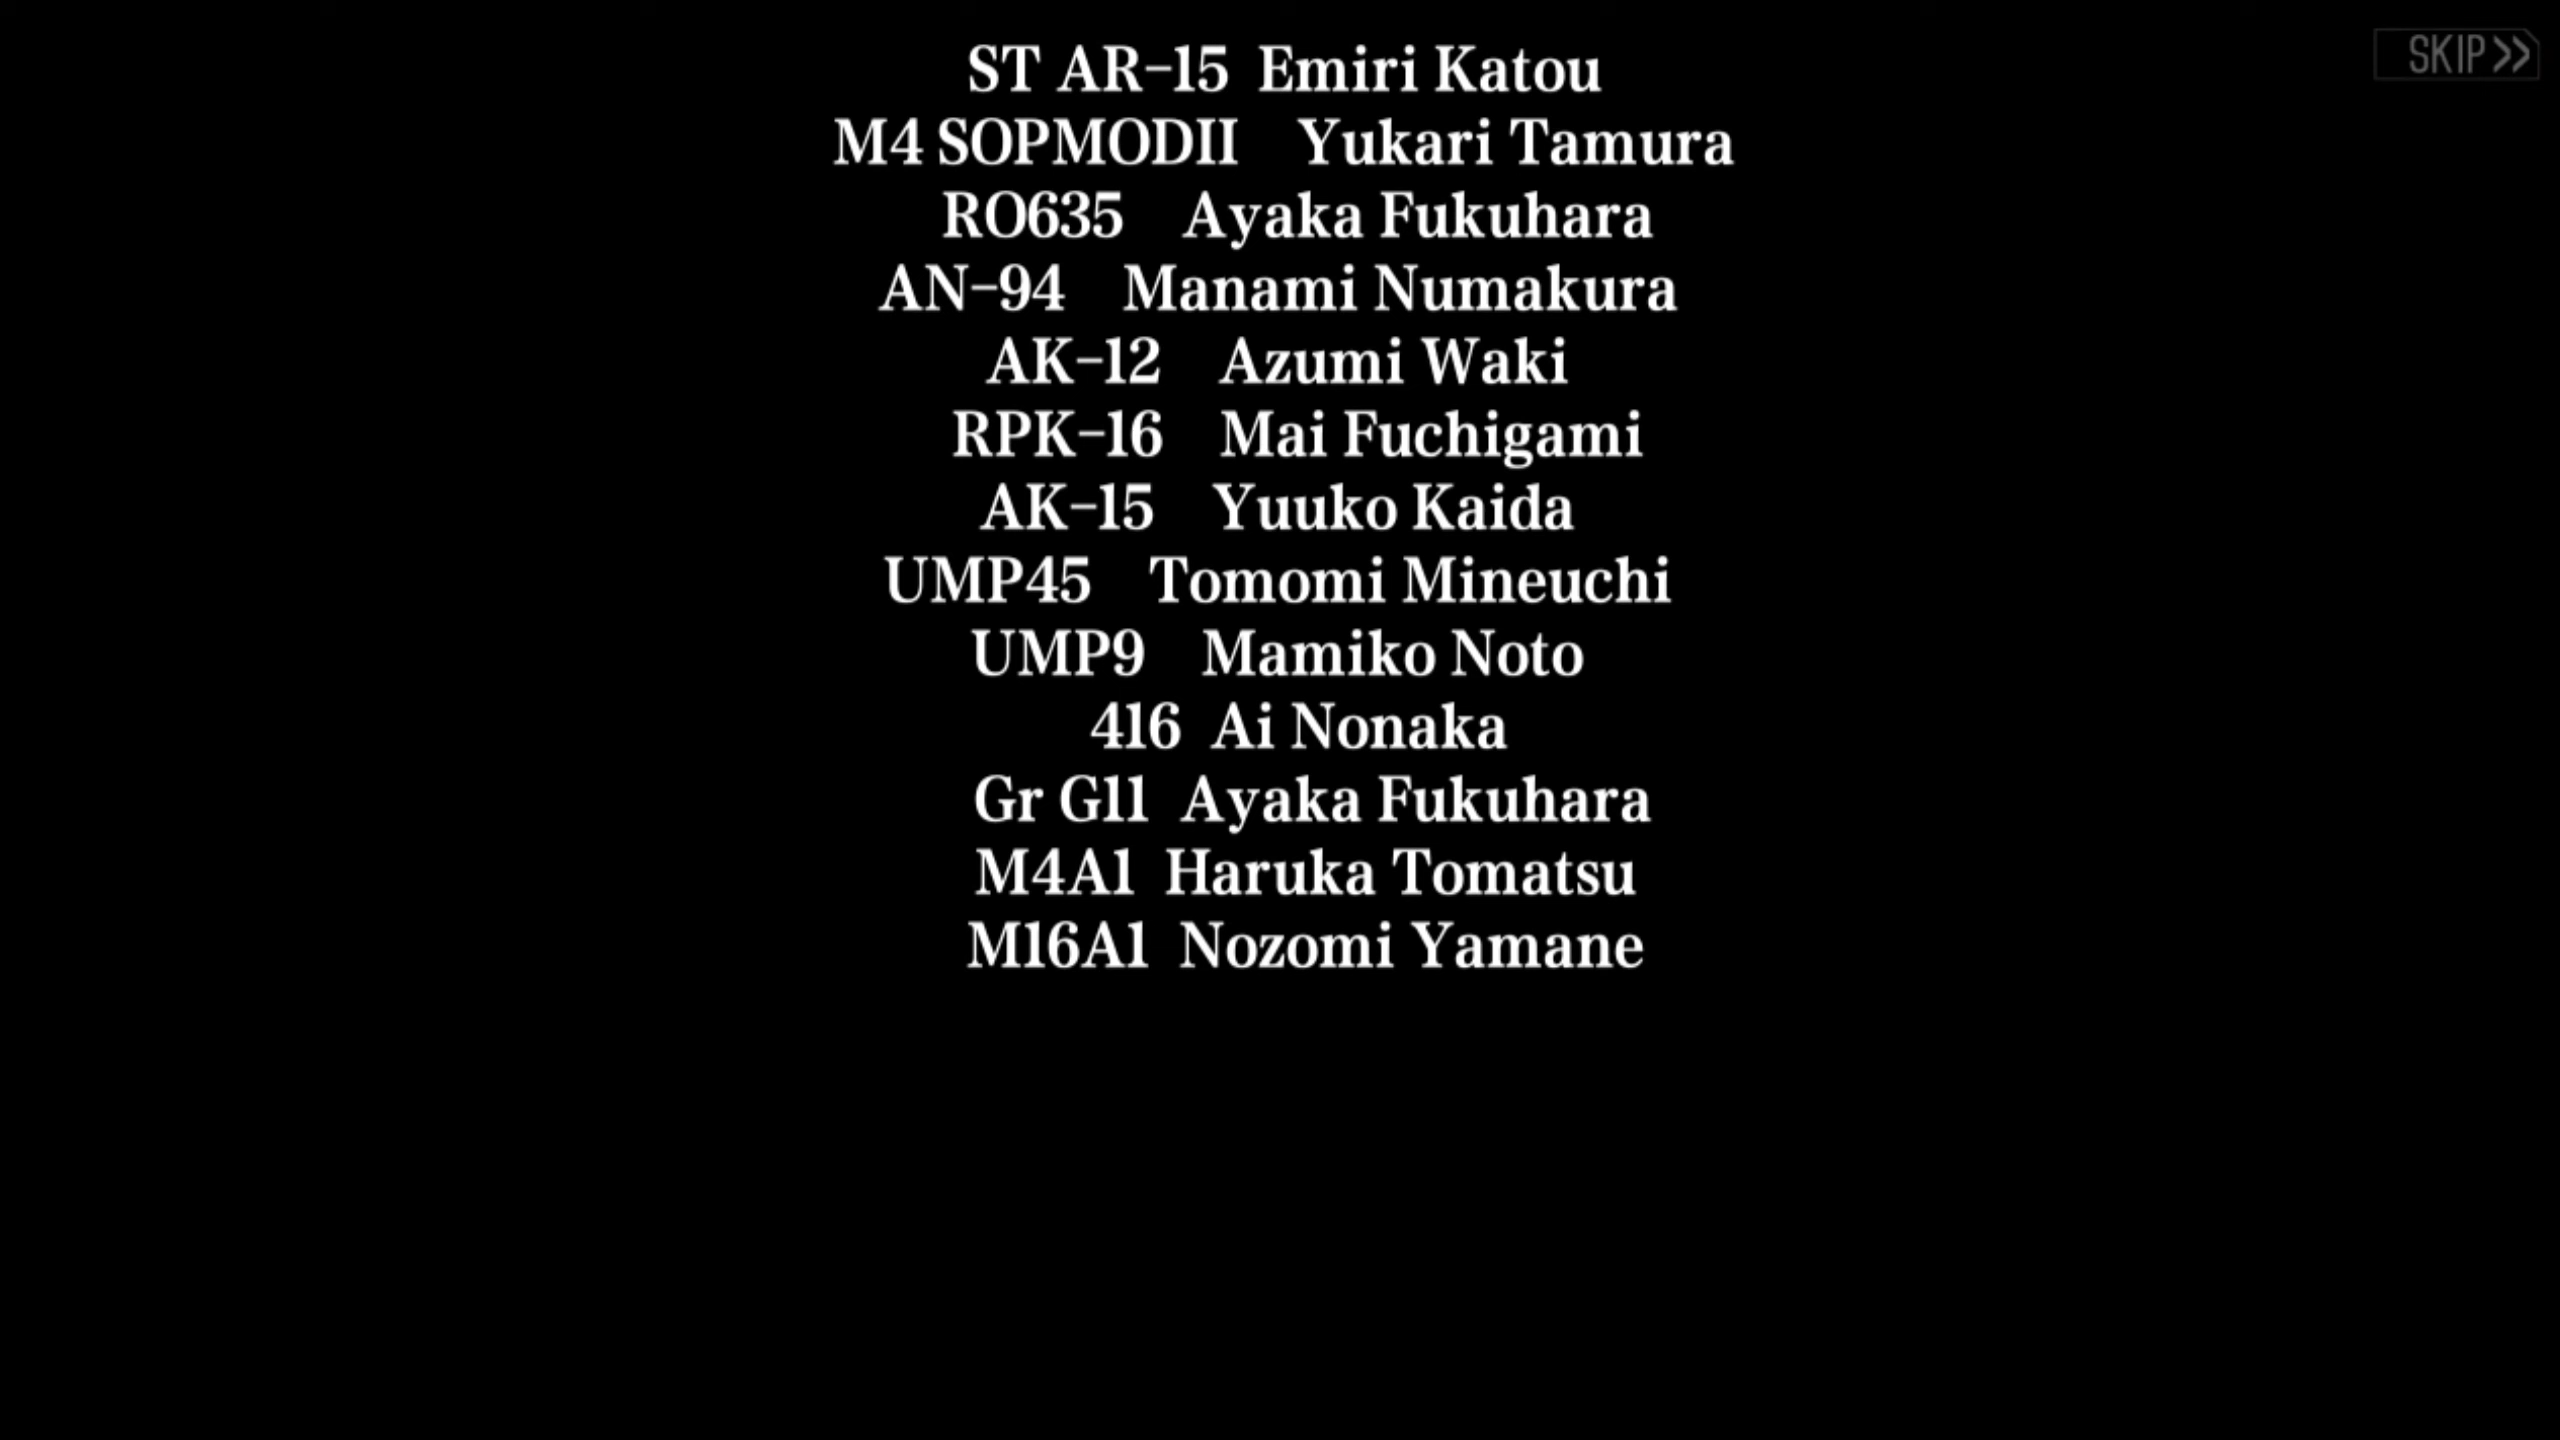 SKIP>>
ST AR-15 Emiri Katou
M4 SOPMODII Yukari Tamura
RO635 Ayaka Fukuhara
AN-94 Manami Numakura
AK-12 Azumi Waki
RPK-16 Mai Fuchigami
AK-15 Yuuko Kaida
UMP45 Tomomi Mineuchi
UMP9 Mamiko Noto
416 Ai Nonaka
Gr G11 Ayaka Fukuhara
M4A1 Haruka Tomatsu
M16A1 Nozomi Yamane